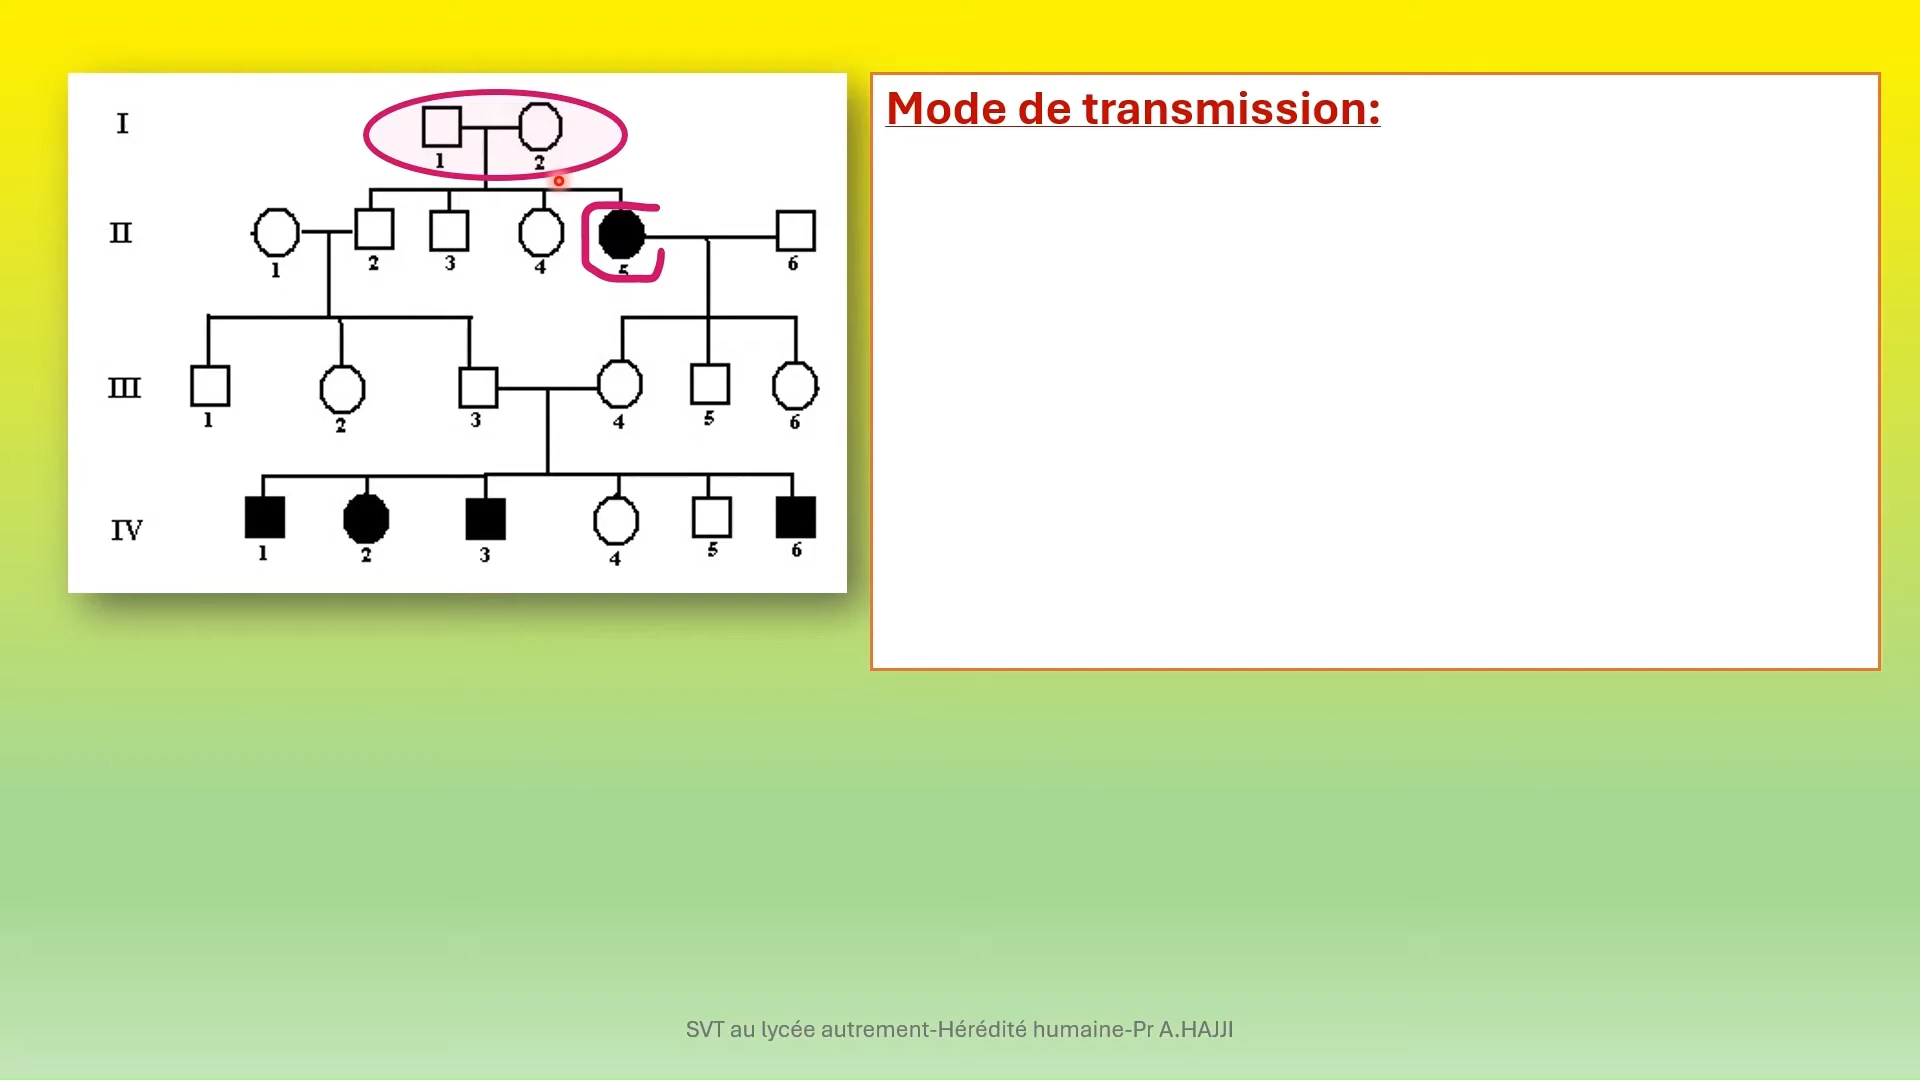 I
1 2
II
1 2 3 4 5 6
III
1 2 3 4 5 6
IV
1 2 3 4 5 6
Mode de transmission:
SVT au lycée autrement-Hérédité humaine-Pr A.HAJJI